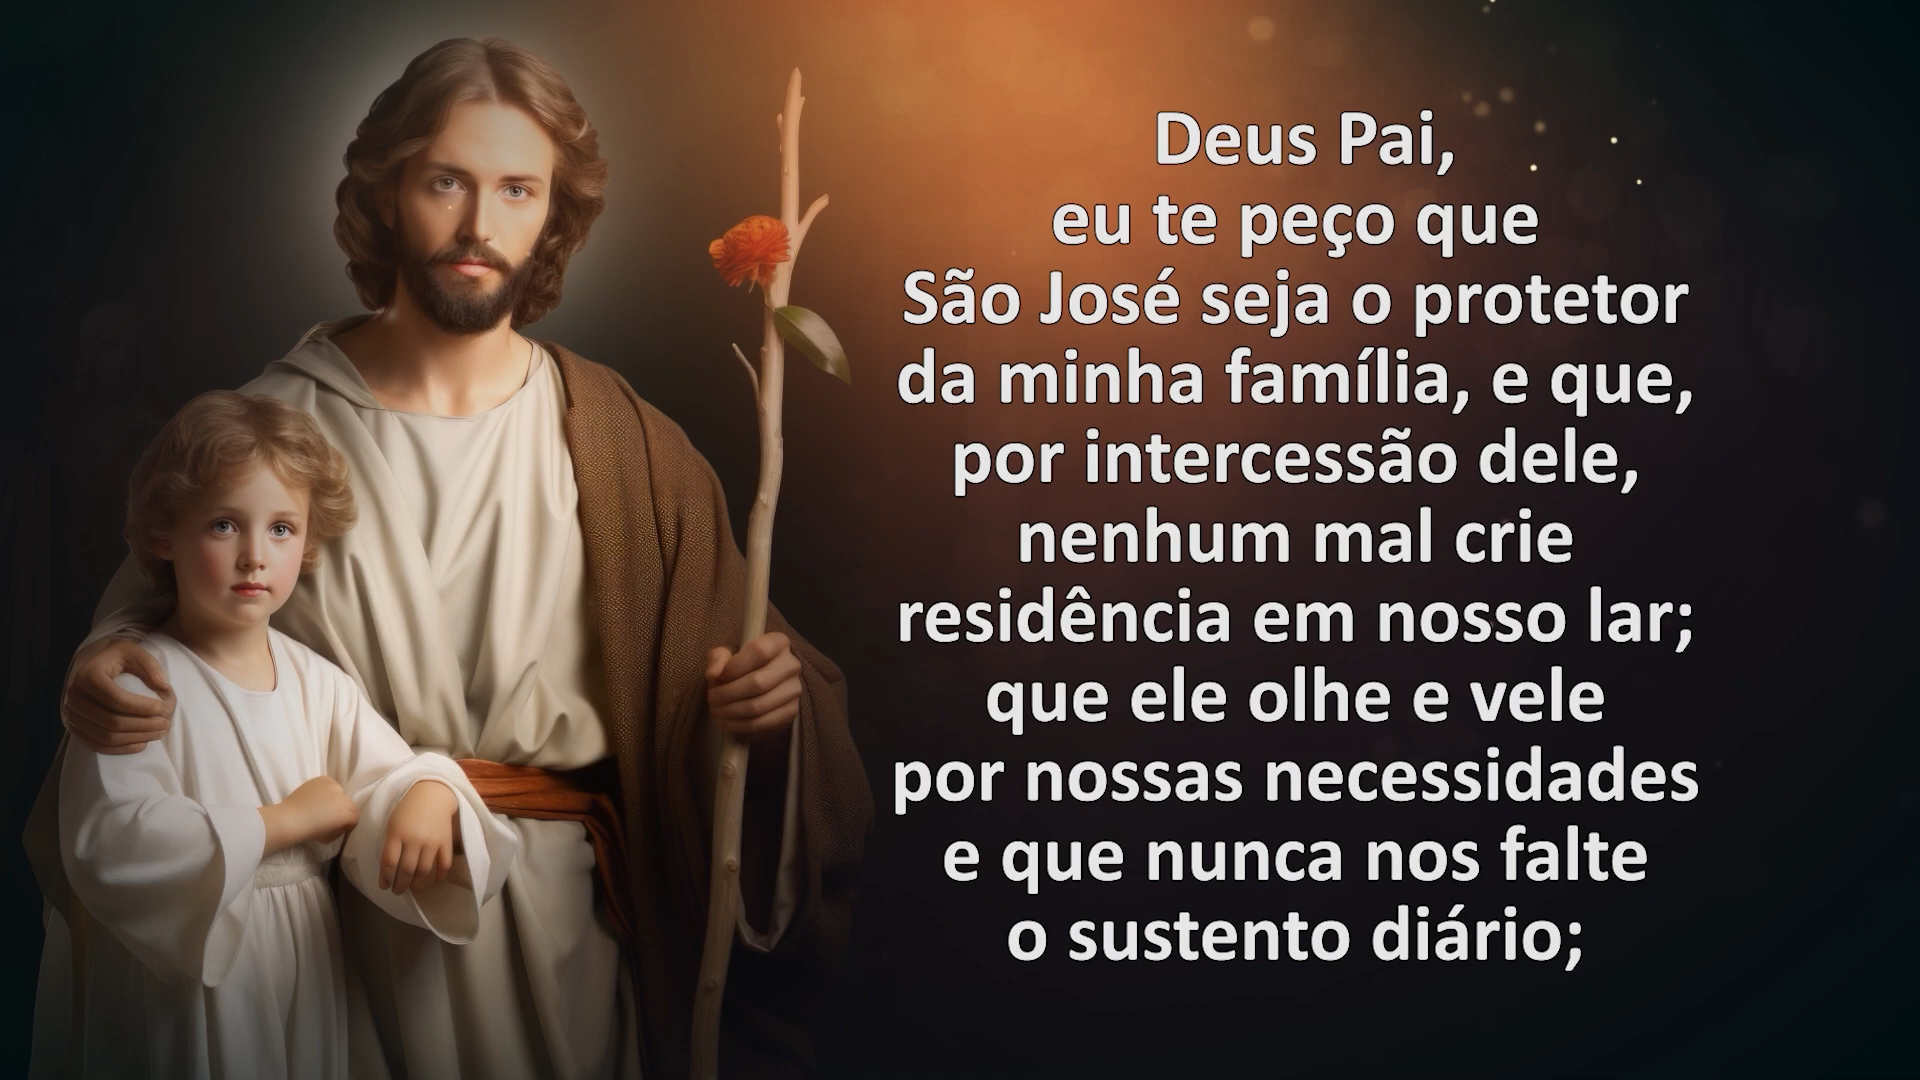 Deus Pai,
eu te peço que
São José seja o protetor
da minha família, e que,
por intercessão dele,
nenhum mal crie
residência em nosso lar;
que ele olhe e vele
por nossas necessidades
e que nunca nos falte
o sustento diário;